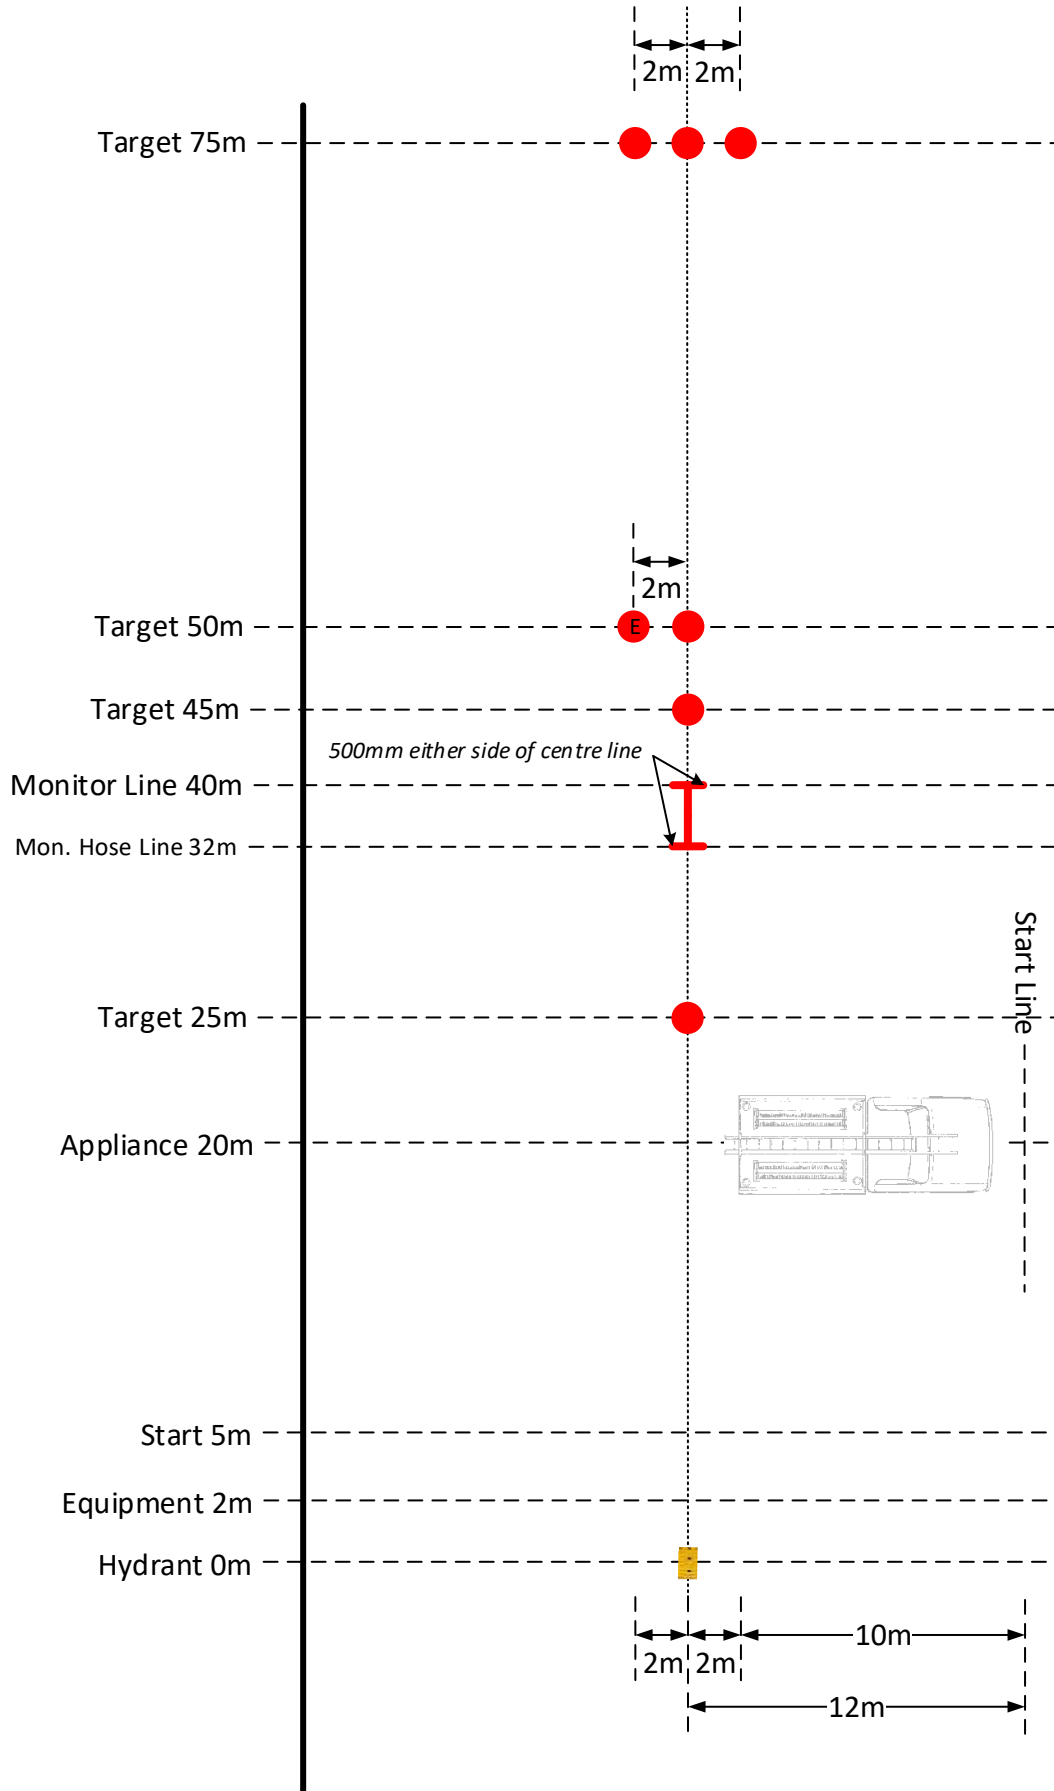 2m 2m
Target 75m
2m
Target 50m
E
Target 45m
500mm either side of centre line
Monitor Line 40m
Mon. Hose Line 32m
Start Line
Target 25m
Appliance 20m
Start 5m
Equipment 2m
Hydrant 0m
10m
2m 2m
12m